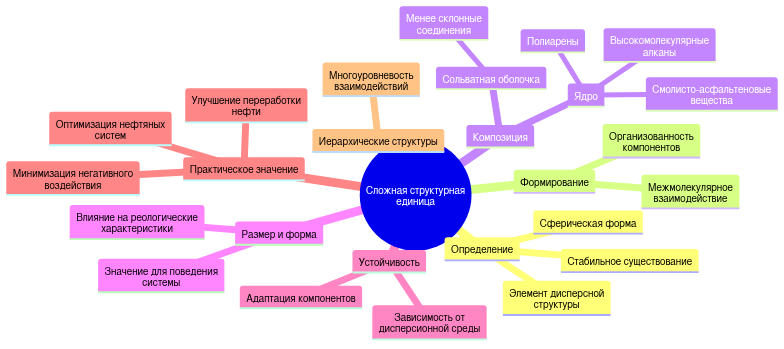 Менее склонные
соединения
Полиарены
Высокомолекулярные
алканы
Сольватная оболочка
Ядро
Смолисто-асфальтеновые
вещества
Многоуровневость
взаимодействий
Улучшение переработки
нефти
Оптимизация нефтяных
систем
Иерархические структуры
Композиция
Организованность
компонентов
Минимизация негативного
воздействия
Практическое значение
Сложная структурная
единица
Формирование
Межмолекулярное
взаимодействие
Влияние на реологические
характеристики
Размер и форма
Сферическая форма
Определение
Стабильное существование
Значение для поведения
системы
Устойчивость
Адаптация компонентов
Элемент дисперсной
структуры
Зависимость от
дисперсионной среды